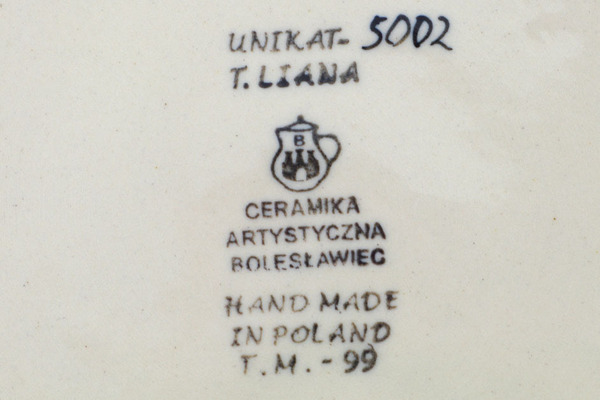 UNIKAT- 5002
T. LIANA
B
CERAMIKA
ARTYSTYCZNA
BOLESŁAWIEC
HAND MADE
IN POLAND
T.M. - 99